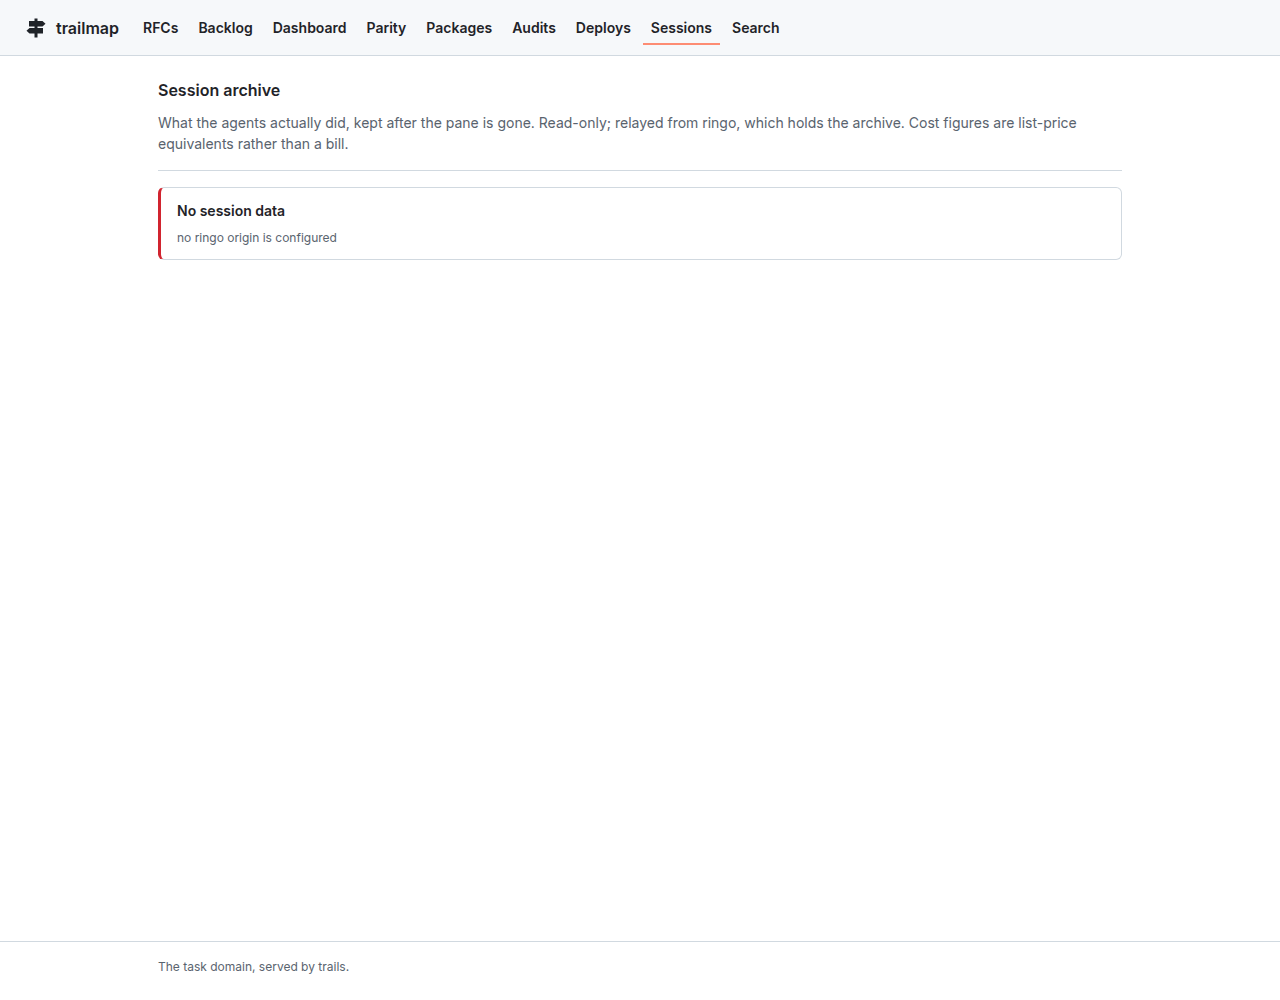 trailmap RFCs Backlog Dashboard Parity Packages Audits Deploys Sessions Search
Session archive
What the agents actually did, kept after the pane is gone. Read-only; relayed from ringo, which holds the archive. Cost figures are list-price
equivalents rather than a bill.
No session data
no ringo origin is configured
The task domain, served by trails.